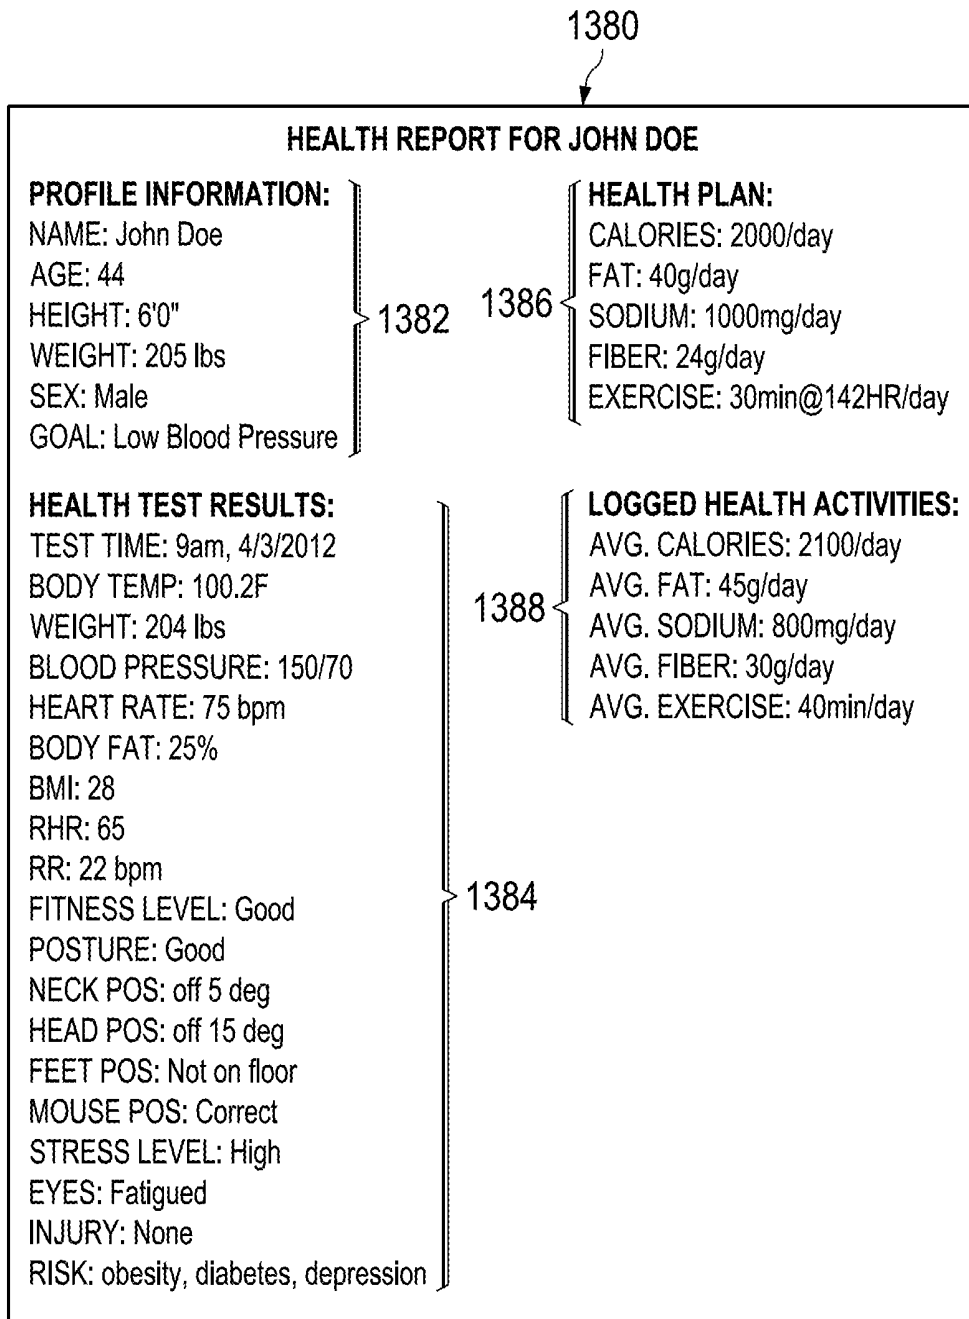 1380
HEALTH REPORT FOR JOHN DOE
PROFILE INFORMATION:
NAME: John Doe
AGE: 44
HEIGHT: 6'0"
WEIGHT: 205 lbs
SEX: Male
GOAL: Low Blood Pressure
1382
1386
HEALTH PLAN:
CALORIES: 2000/day
FAT: 40g/day
SODIUM: 1000mg/day
FIBER: 24g/day
EXERCISE: 30min@142HR/day
HEALTH TEST RESULTS:
TEST TIME: 9am, 4/3/2012
BODY TEMP: 100.2F
WEIGHT: 204 lbs
BLOOD PRESSURE: 150/70
HEART RATE: 75 bpm
BODY FAT: 25%
BMI: 28
RHR: 65
RR: 22 bpm
FITNESS LEVEL: Good
POSTURE: Good
NECK POS: off 5 deg
HEAD POS: off 15 deg
FEET POS: Not on floor
MOUSE POS: Correct
STRESS LEVEL: High
EYES: Fatigued
INJURY: None
RISK: obesity, diabetes, depression
1384
1388
LOGGED HEALTH ACTIVITIES:
AVG. CALORIES: 2100/day
AVG. FAT: 45g/day
AVG. SODIUM: 800mg/day
AVG. FIBER: 30g/day
AVG. EXERCISE: 40min/day